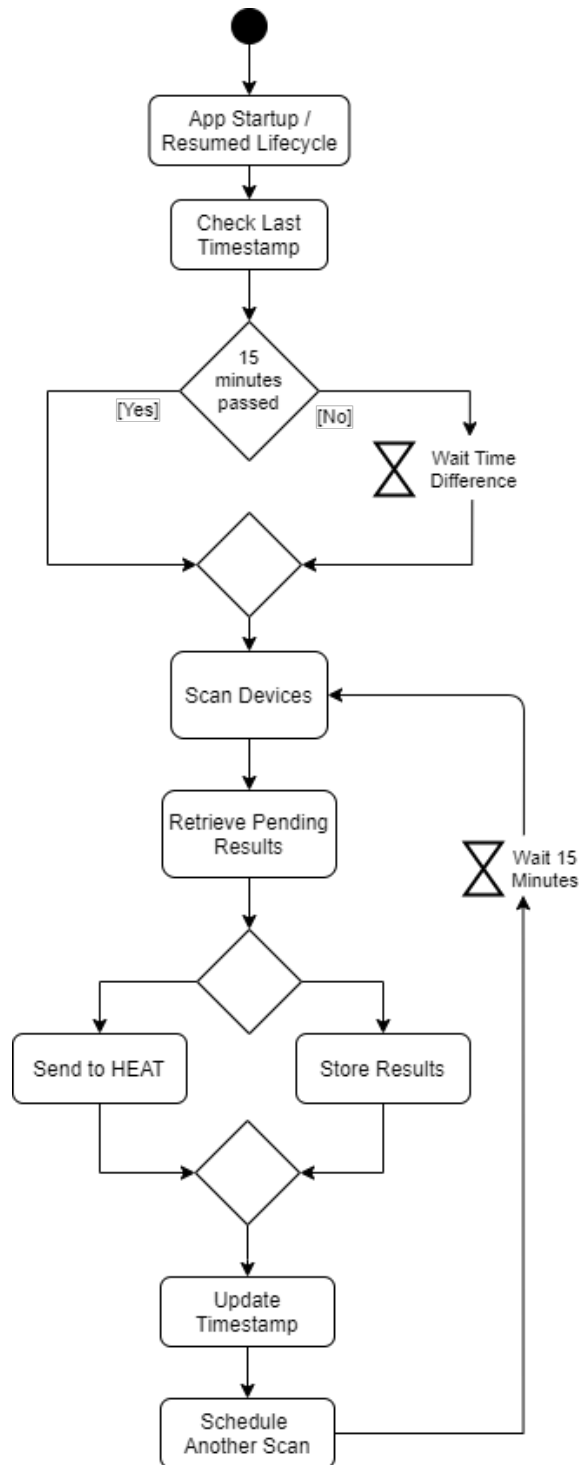 App Startup /
Resumed Lifecycle
Check Last
Timestamp
15
minutes
passed
[Yes]
[No]
Wait Time
Difference
Scan Devices
Retrieve Pending
Results
Wait 15
Minutes
Send to HEAT
Store Results
Update
Timestamp
Schedule
Another Scan